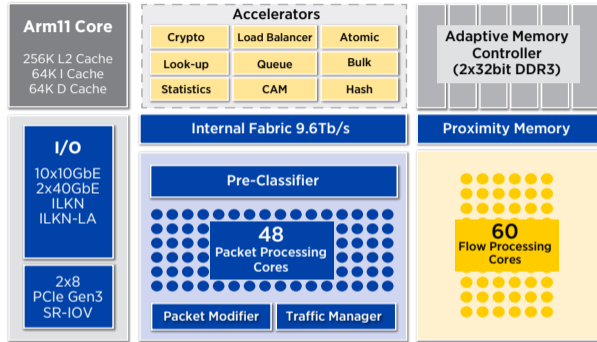 Arm11 Core
256K L2 Cache
64K I Cache
64K D Cache
Accelerators
Crypto
Load Balancer
Atomic
Look-up
Queue
Bulk
Statistics
CAM
Hash
Adaptive Memory
Controller
(2x32bit DDR3)
Internal Fabric 9.6Tb/s
Proximity Memory
I/O
10x10GbE
2x40GbE
ILKN
ILKN-LA
2x8
PCIe Gen3
SR-IOV
Pre-Classifier
48
Packet Processing
Cores
Packet Modifier
Traffic Manager
60
Flow Processing
Cores